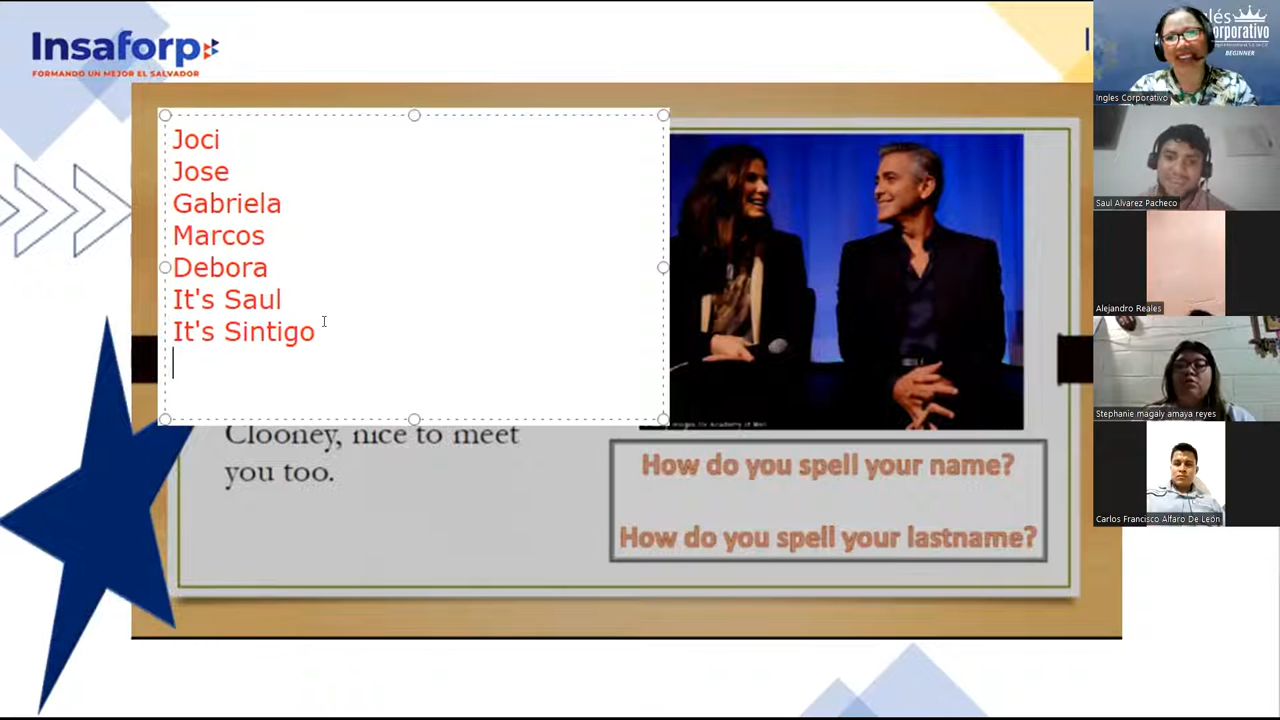 Insaforp
FORMANDO UN MEJOR EL SALVADOR
Joci
Jose
Gabriela
Marcos
Debora
It's Saul
It's Sintigo
Clooney, nice to meet
you too.
How do you spell your name?
How do you spell your lastname?
BEGINNER
Ingles Corporativo
Saul Alvarez Pacheco
Alejandro Reales
Stephanie magaly amaya reyes
Carlos Francisco Alfaro De León